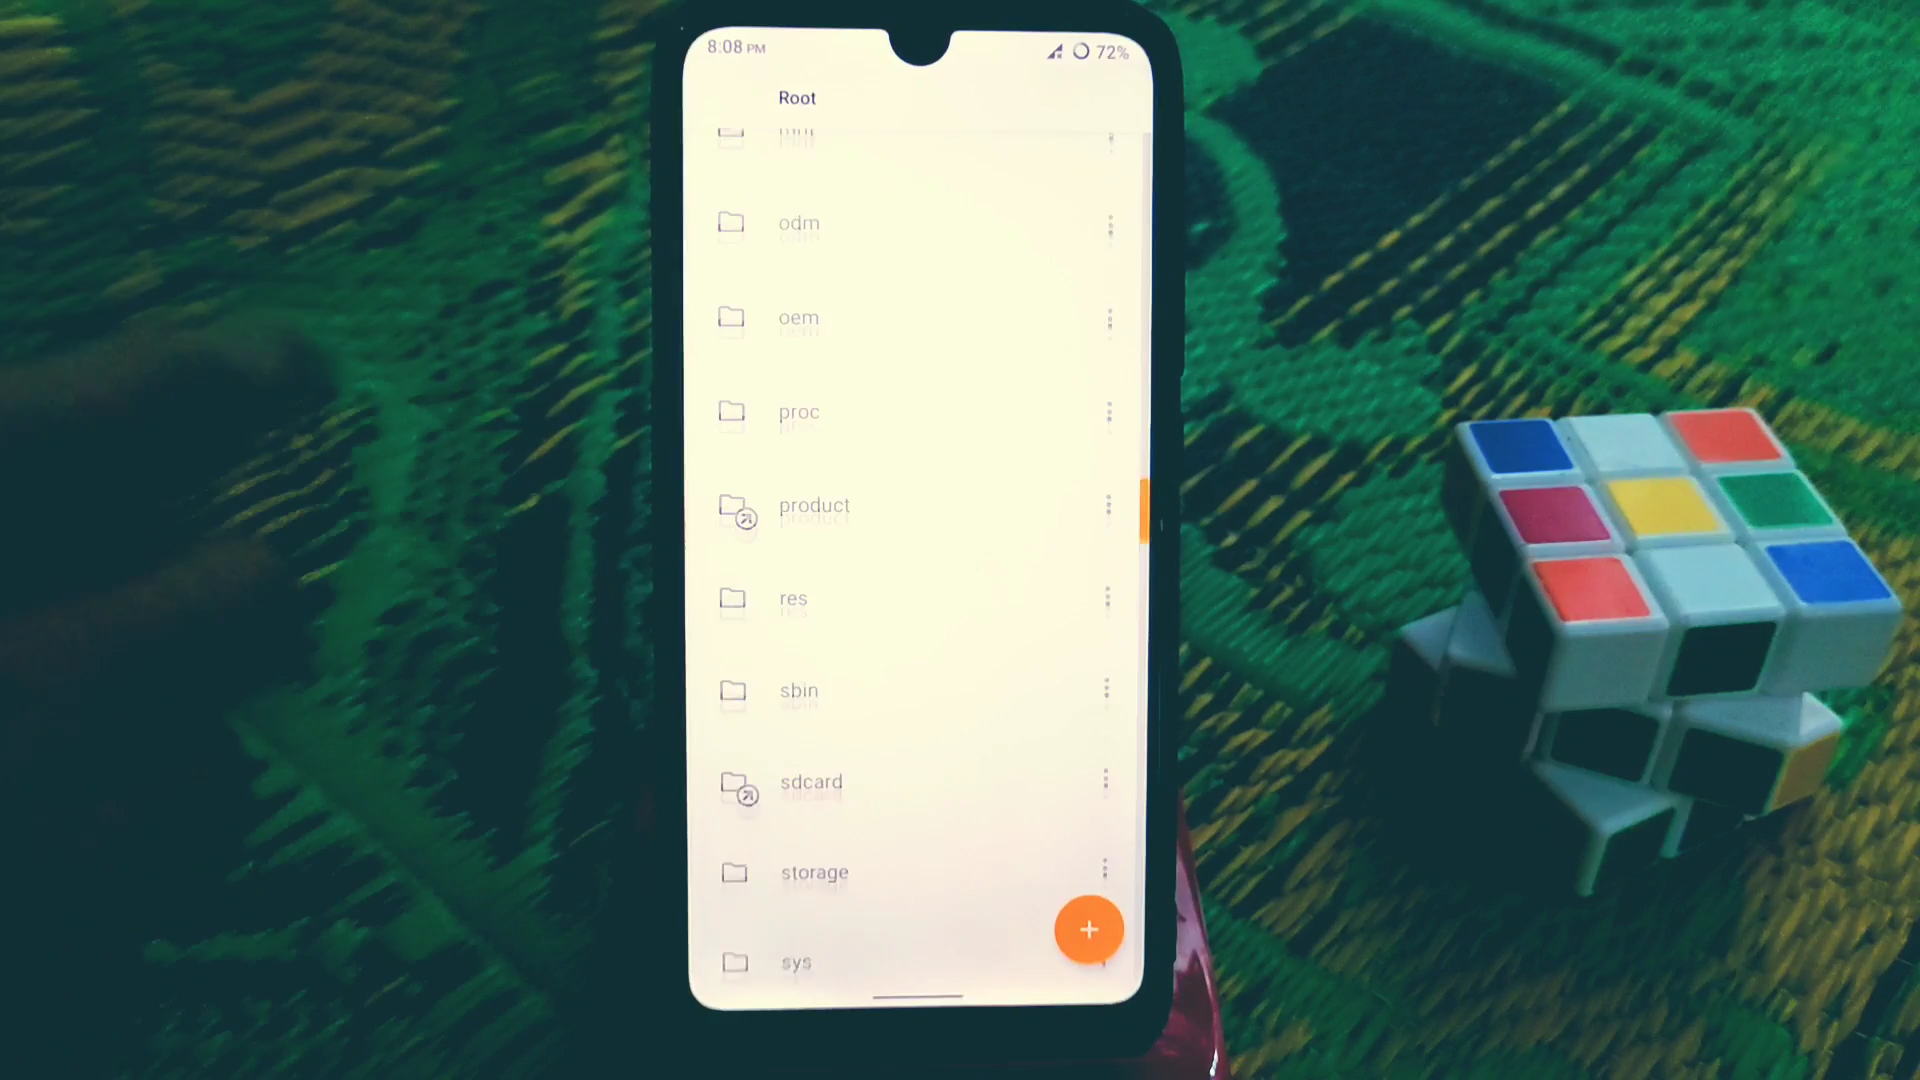 8:08 PM
72%
Root
odm
oem
proc
product
res
sbin
sdcard
storage
sys